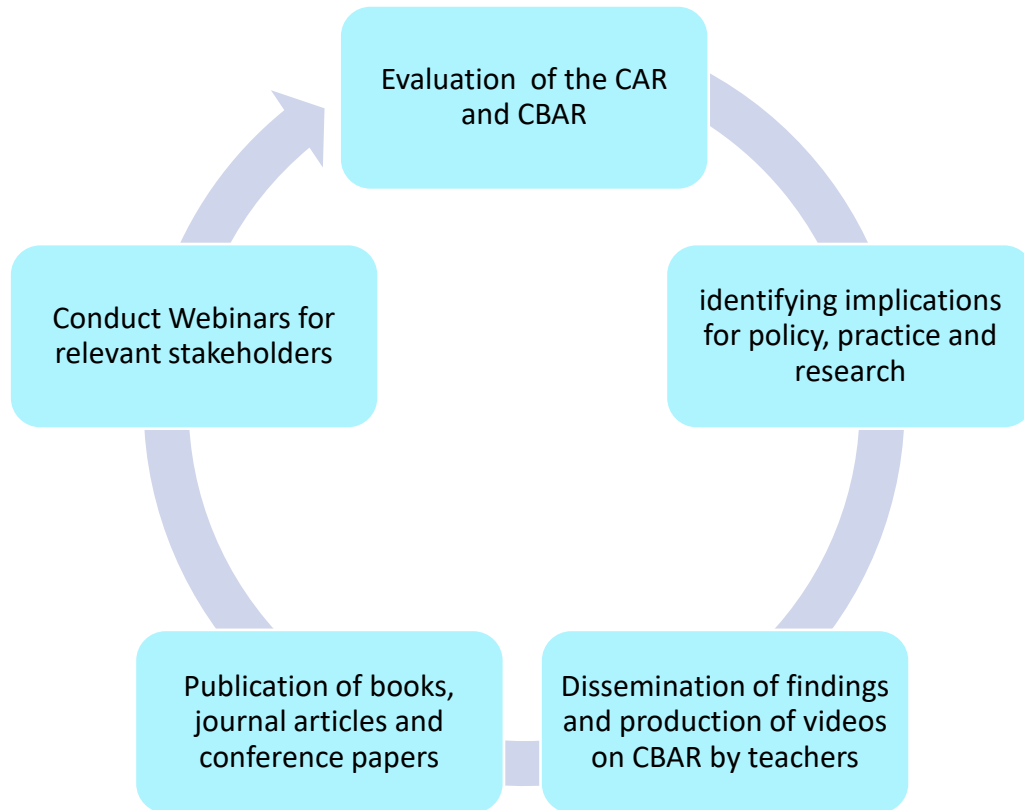 Evaluation  of the CAR
and CBAR
identifying implications
for policy, practice and
research
Dissemination of findings
and production of videos
on CBAR by teachers
Publication of books,
journal articles and
conference papers
Conduct Webinars for
relevant stakeholders